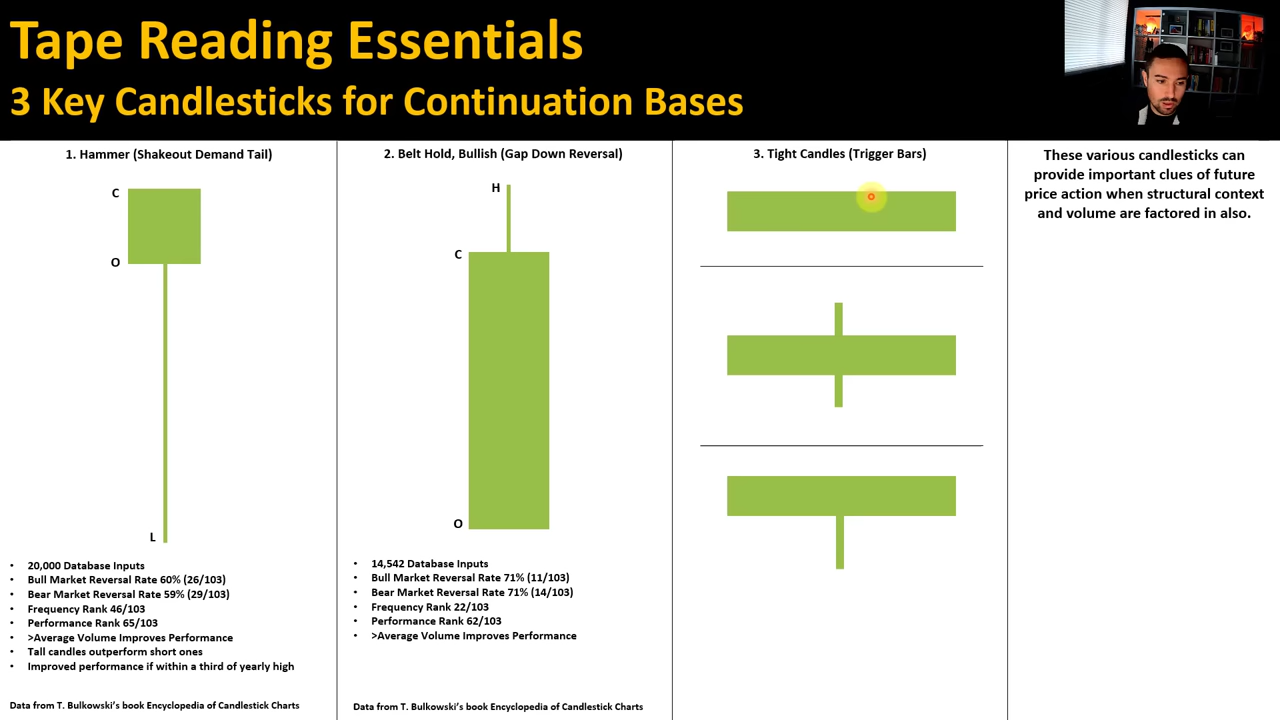 Tape Reading Essentials
3 Key Candlesticks for Continuation Bases
1. Hammer (Shakeout Demand Tail)
C
O
L
• 20,000 Database Inputs
• Bull Market Reversal Rate 60% (26/103)
• Bear Market Reversal Rate 59% (29/103)
• Frequency Rank 46/103
• Performance Rank 65/103
• >Average Volume Improves Performance
• Tall candles outperform short ones
• Improved performance if within a third of yearly high
Data from T. Bulkowski's book Encyclopedia of Candlestick Charts
2. Belt Hold, Bullish (Gap Down Reversal)
H
C
O
• 14,542 Database Inputs
• Bull Market Reversal Rate 71% (11/103)
• Bear Market Reversal Rate 71% (14/103)
• Frequency Rank 22/103
• Performance Rank 62/103
• >Average Volume Improves Performance
Data from T. Bulkowski's book Encyclopedia of Candlestick Charts
3. Tight Candles (Trigger Bars)
These various candlesticks can
provide important clues of future
price action when structural context
and volume are factored in also.